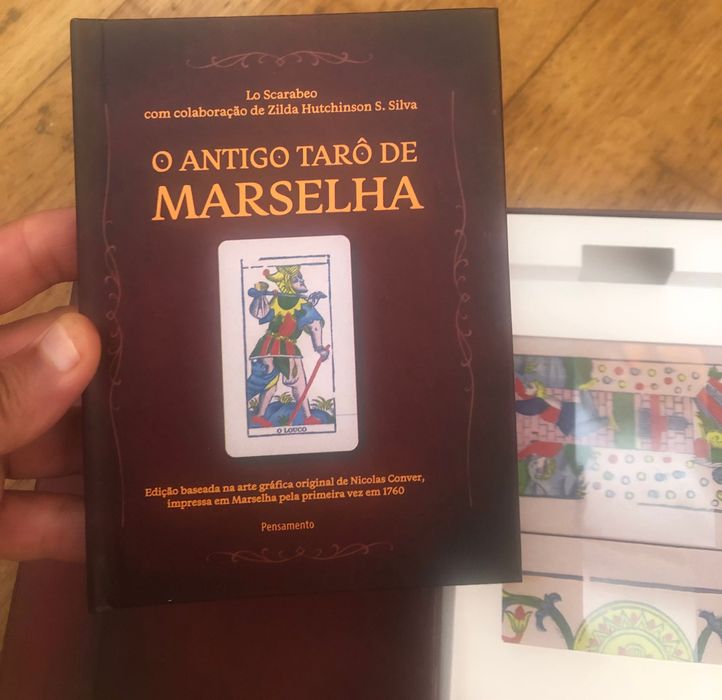 Lo Scarabeo
com colaboração de Zilda Hutchinson S. Silva
O ANTIGO TARÔ DE
MARSELHA
O LOUCO
Edição baseada na arte gráfica original de Nicolas Conver,
impressa em Marselha pela primeira vez em 1760
Pensamento